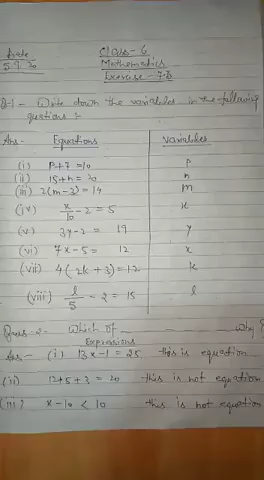 Date
5.9.20
Class - 6
Mathematics
Exercise - 7.B
Q-1 - Write down the variables in the following
questions :-
Ans - Equations Variables
(i) P+7=10 P
(ii) 15+n=20 n
(iii) 2(m-3)=14 m
(iv) x/10 - 2 = 5 x
(v) 3y-2 = 19 y
(vi) 7x-5 = 12 x
(vii) 4(-2k+3)=12 k
(viii) l/5 - 2 = 15 l
Ques-2- Which of ____ why ?
Expressions
Ans - (i) 13x-1=25 this is equation
(ii) 12+5+3=20 this is not equation
(iii) x-10 < 10 this is not equation